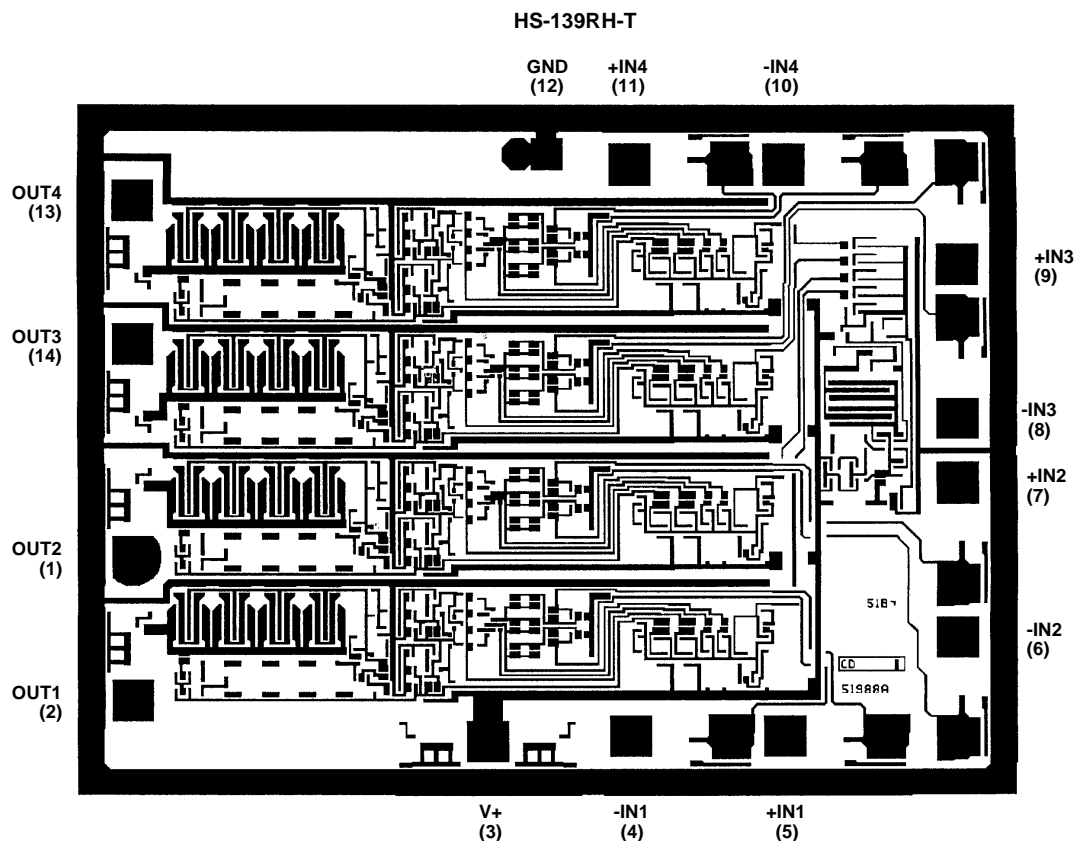 HS-139RH-T
GND
(12)
+IN4
(11)
-IN4
(10)
OUT4
(13)
+IN3
(9)
OUT3
(14)
-IN3
(8)
+IN2
(7)
OUT2
(1)
-IN2
(6)
CD
51988A
OUT1
(2)
V+
(3)
-IN1
(4)
+IN1
(5)